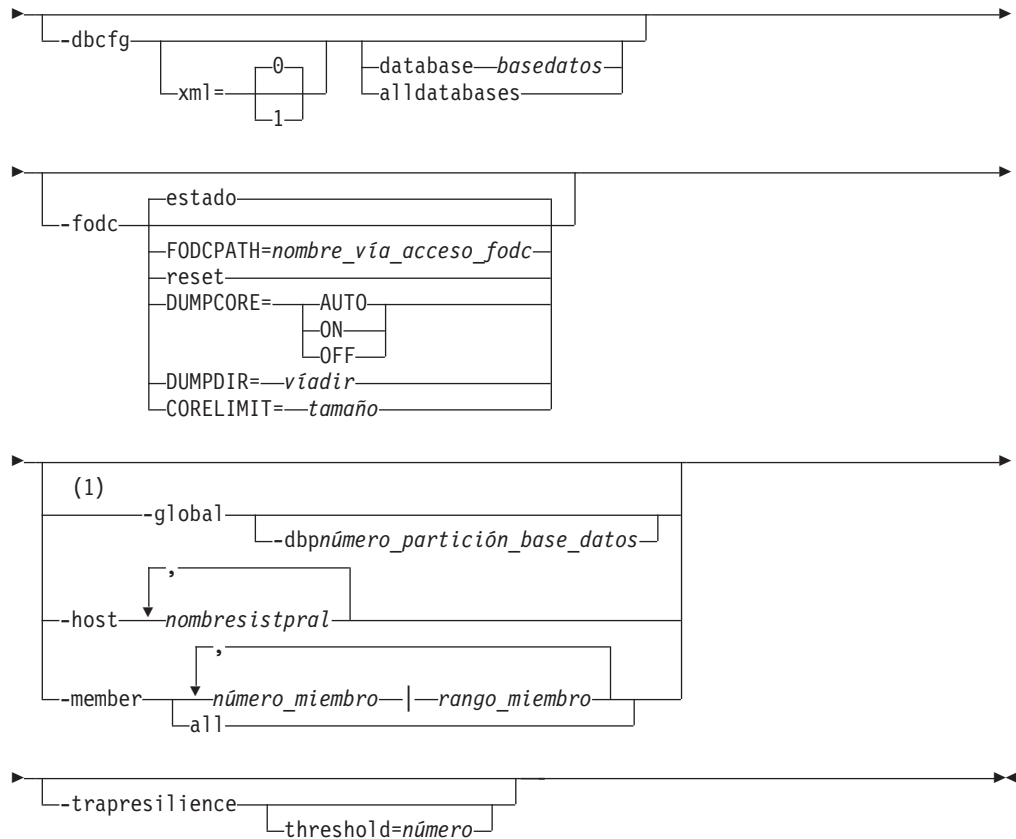 -dbcfg
xml=
0
1
database basedatos
alldatabases
-fodc
estado
FODCPATH=nombre_vía_acceso_fodc
reset
DUMPCORE=
AUTO
ON
OFF
DUMPDIR= víadir
CORELIMIT= tamaño
(1)
-global
-dbpnúmero_partición_base_datos
,
-host nombresistpral
,
-member número_miembro | rango_miembro
all
-trapresilience
threshold=número